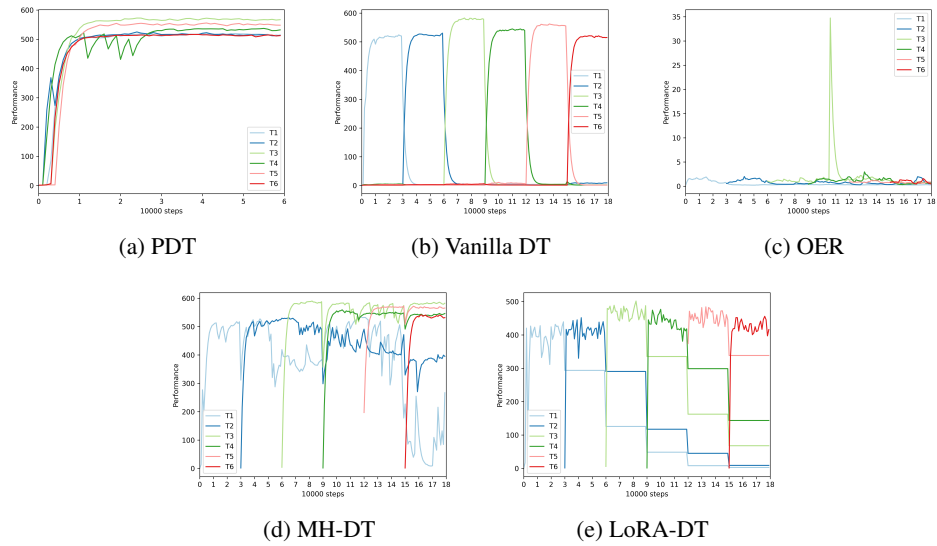 600
500
400
300
200
100
0
Performance
0 1 2 3 4 5 6
10000 steps
T1
T2
T3
T4
T5
T6
(a) PDT
500
400
300
200
100
0
Performance
0 1 2 3 4 5 6 7 8 9 10 11 12 13 14 15 16 17 18
10000 steps
T1
T2
T3
T4
T5
T6
(b) Vanilla DT
35
30
25
20
15
10
5
0
Performance
0 1 2 3 4 5 6 7 8 9 10 11 12 13 14 15 16 17 18
10000 steps
T1
T2
T3
T4
T5
T6
(c) OER
600
500
400
300
200
100
0
Performance
0 1 2 3 4 5 6 7 8 9 10 11 12 13 14 15 16 17 18
10000 steps
T1
T2
T3
T4
T5
T6
(d) MH-DT
500
400
300
200
100
0
Performance
0 1 2 3 4 5 6 7 8 9 10 11 12 13 14 15 16 17 18
10000 steps
T1
T2
T3
T4
T5
T6
(e) LoRA-DT